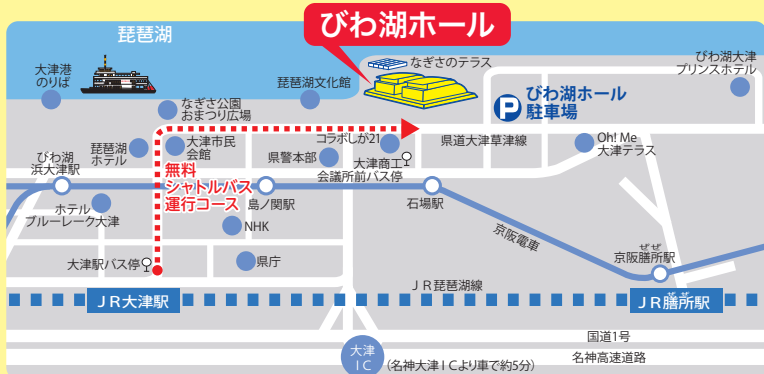 びわ湖ホール
琵琶湖
大津港
のりば
なぎさ公園
おまつり広場
琵琶湖文化館
なぎさのテラス
びわ湖大津
プリンスホテル
P
びわ湖ホール
駐車場
びわ湖
浜大津駅
琵琶湖
ホテル
大津市民
会館
県警本部
コラボしが21
大津商工
会議所前バス停
県道大津草津線
Oh! Me
大津テラス
無料
シャトルバス
運行コース
島ノ関駅
石場駅
ホテル
ブルーレーク大津
NHK
京阪電車
ぜぜ
京阪膳所駅
大津駅バス停
県庁
JR琵琶湖線
JR大津駅
ぜぜ
JR膳所駅
国道1号
大津
IC
(名神大津ICより車で約5分)
名神高速道路